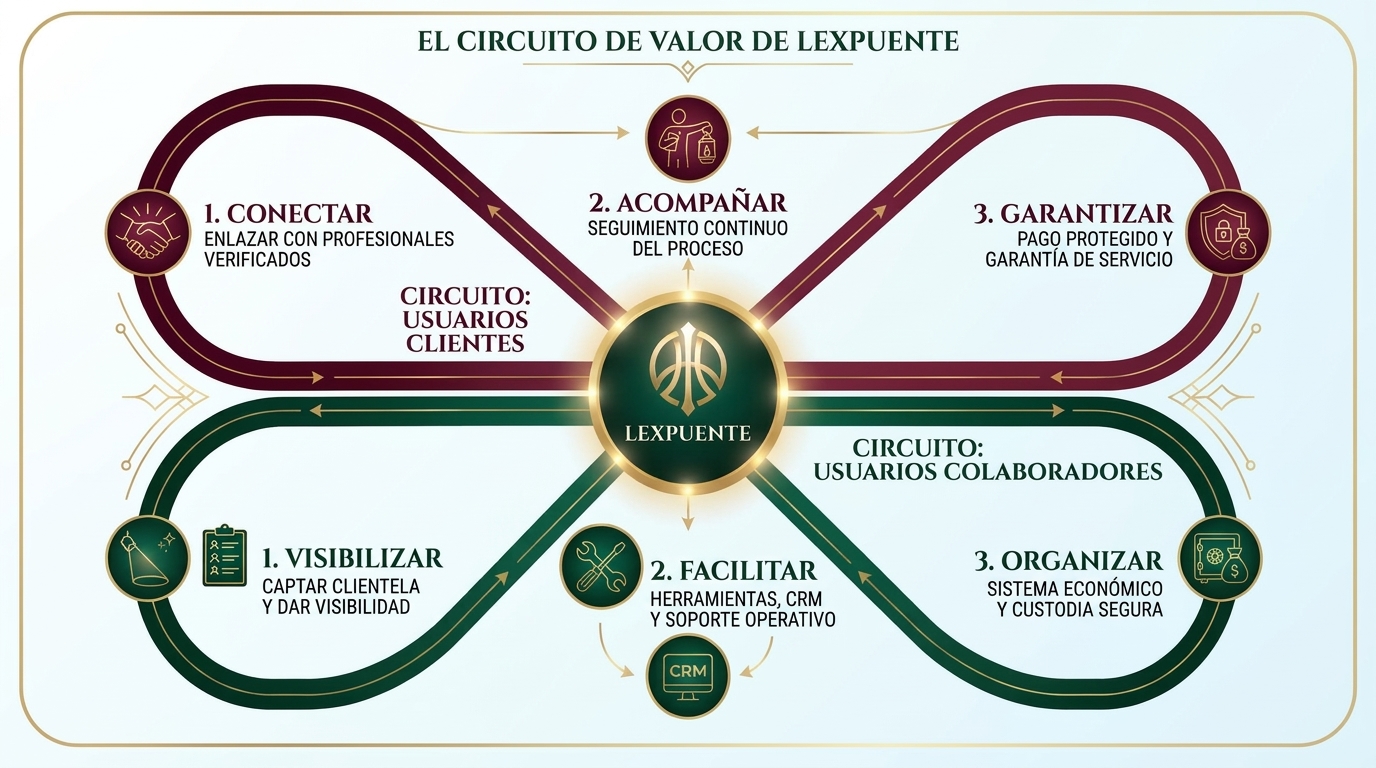 EL CIRCUITO DE VALOR DE LEXPUENTE
1. CONECTAR
ENLAZAR CON PROFESIONALES
VERIFICADOS
2. ACOMPAÑAR
SEGUIMIENTO CONTINUO
DEL PROCESO
3. GARANTIZAR
PAGO PROTEGIDO Y
GARANTÍA DE SERVICIO
$
CIRCUITO:
USUARIOS
CLIENTES
LEXPUENTE
CIRCUITO:
USUARIOS COLABORADORES
1. VISIBILIZAR
CAPTAR CLIENTELA
Y DAR VISIBILIDAD
2. FACILITAR
HERRAMIENTAS, CRM
Y SOPORTE OPERATIVO
CRM
3. ORGANIZAR
SISTEMA ECONÓMICO
Y CUSTODIA SEGURA
$